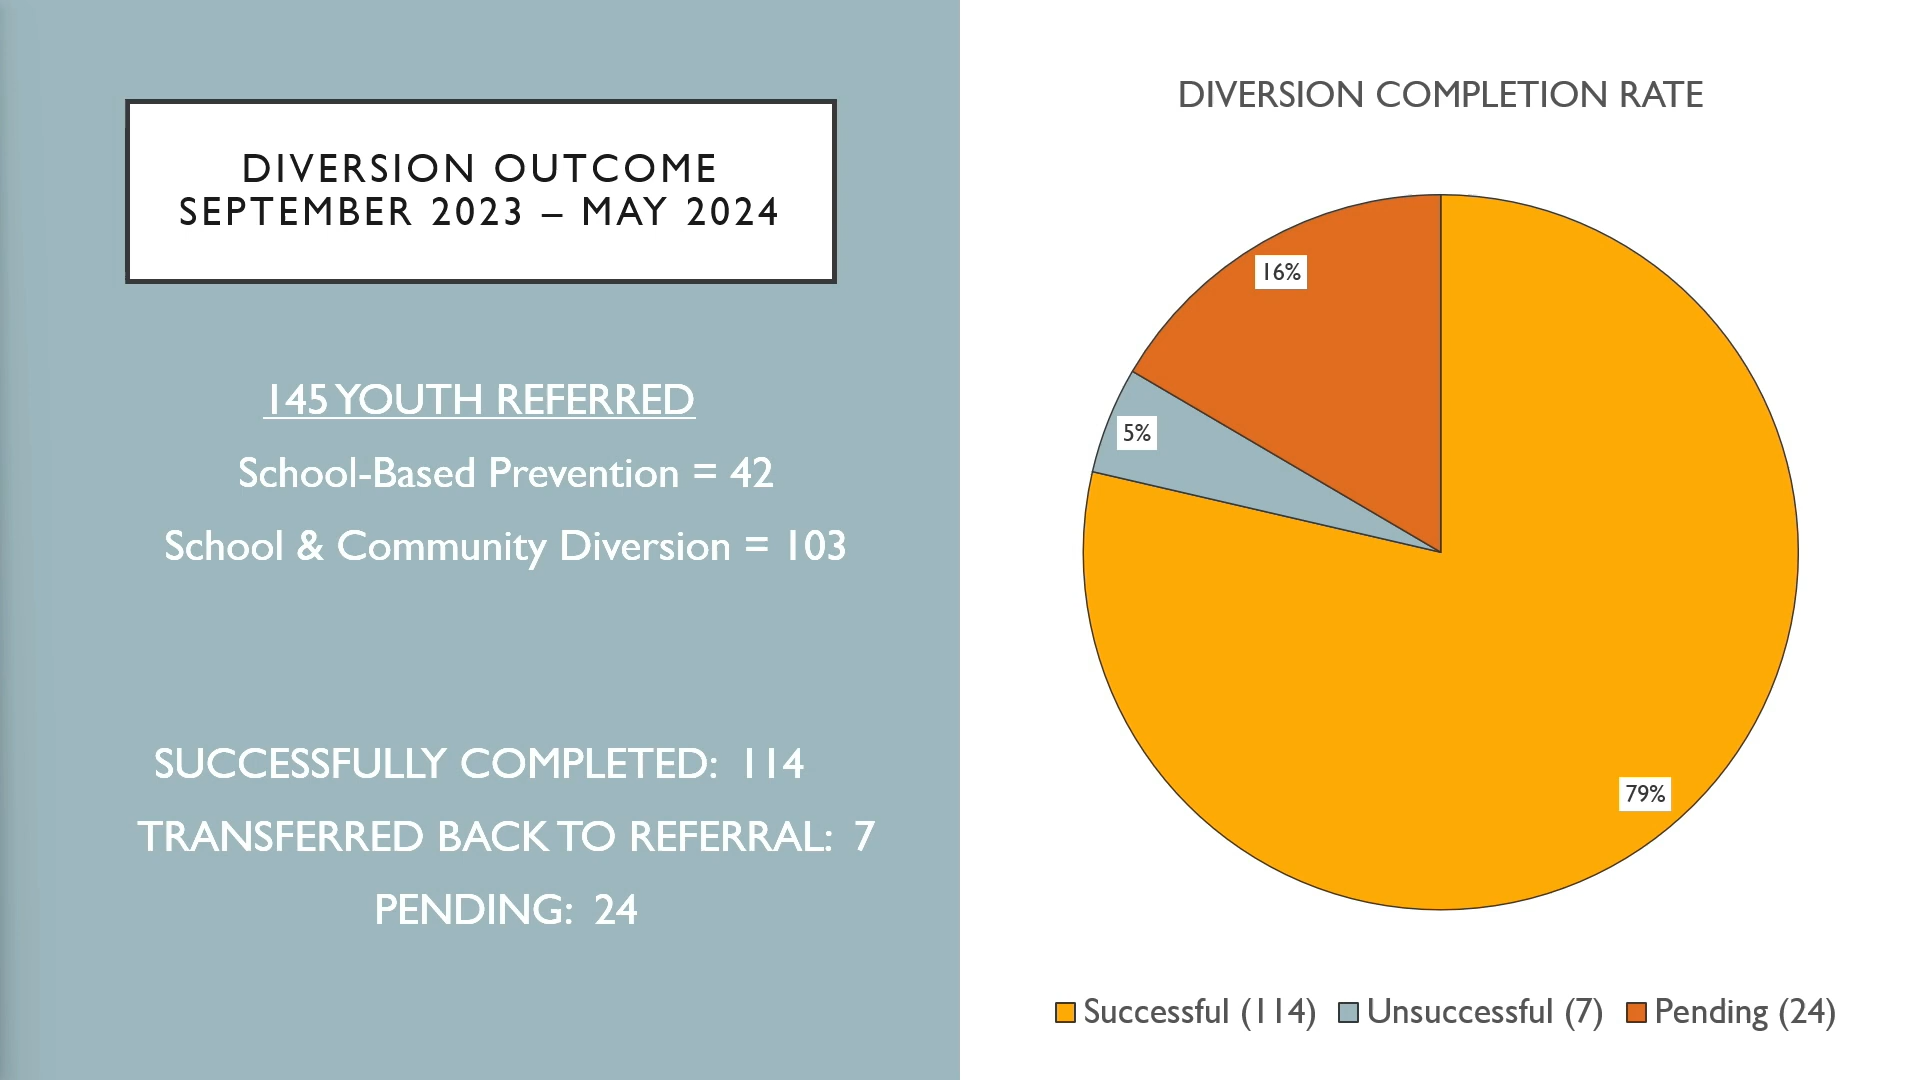 DIVERSION OUTCOME
SEPTEMBER 2023 – MAY 2024
145 YOUTH REFERRED
School-Based Prevention = 42
School & Community Diversion = 103
SUCCESSFULLY COMPLETED: 114
TRANSFERRED BACK TO REFERRAL: 7
PENDING: 24
DIVERSION COMPLETION RATE
16%
5%
79%
Successful (114) Unsuccessful (7) Pending (24)